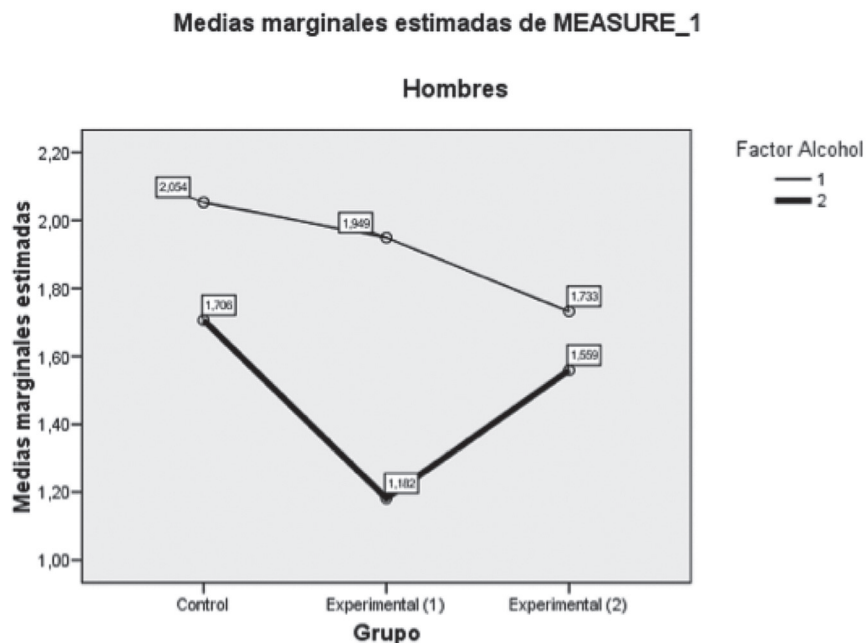 Medias marginales estimadas de MEASURE_1
Hombres
Medias marginales estimadas
2,20
2,00
1,80
1,60
1,40
1,20
1,00
2,054
1,949
1,733
1,706
1,559
1,182
Control
Experimental (1)
Experimental (2)
Grupo
Factor Alcohol
1
2